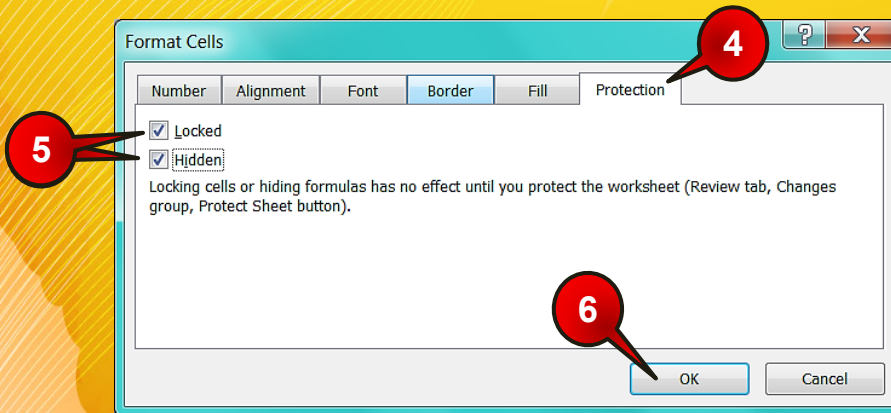 Format Cells
4
?
X
Number Alignment Font Border Fill Protection
5
Locked
Hidden
Locking cells or hiding formulas has no effect until you protect the worksheet (Review tab, Changes
group, Protect Sheet button).
6
OK Cancel